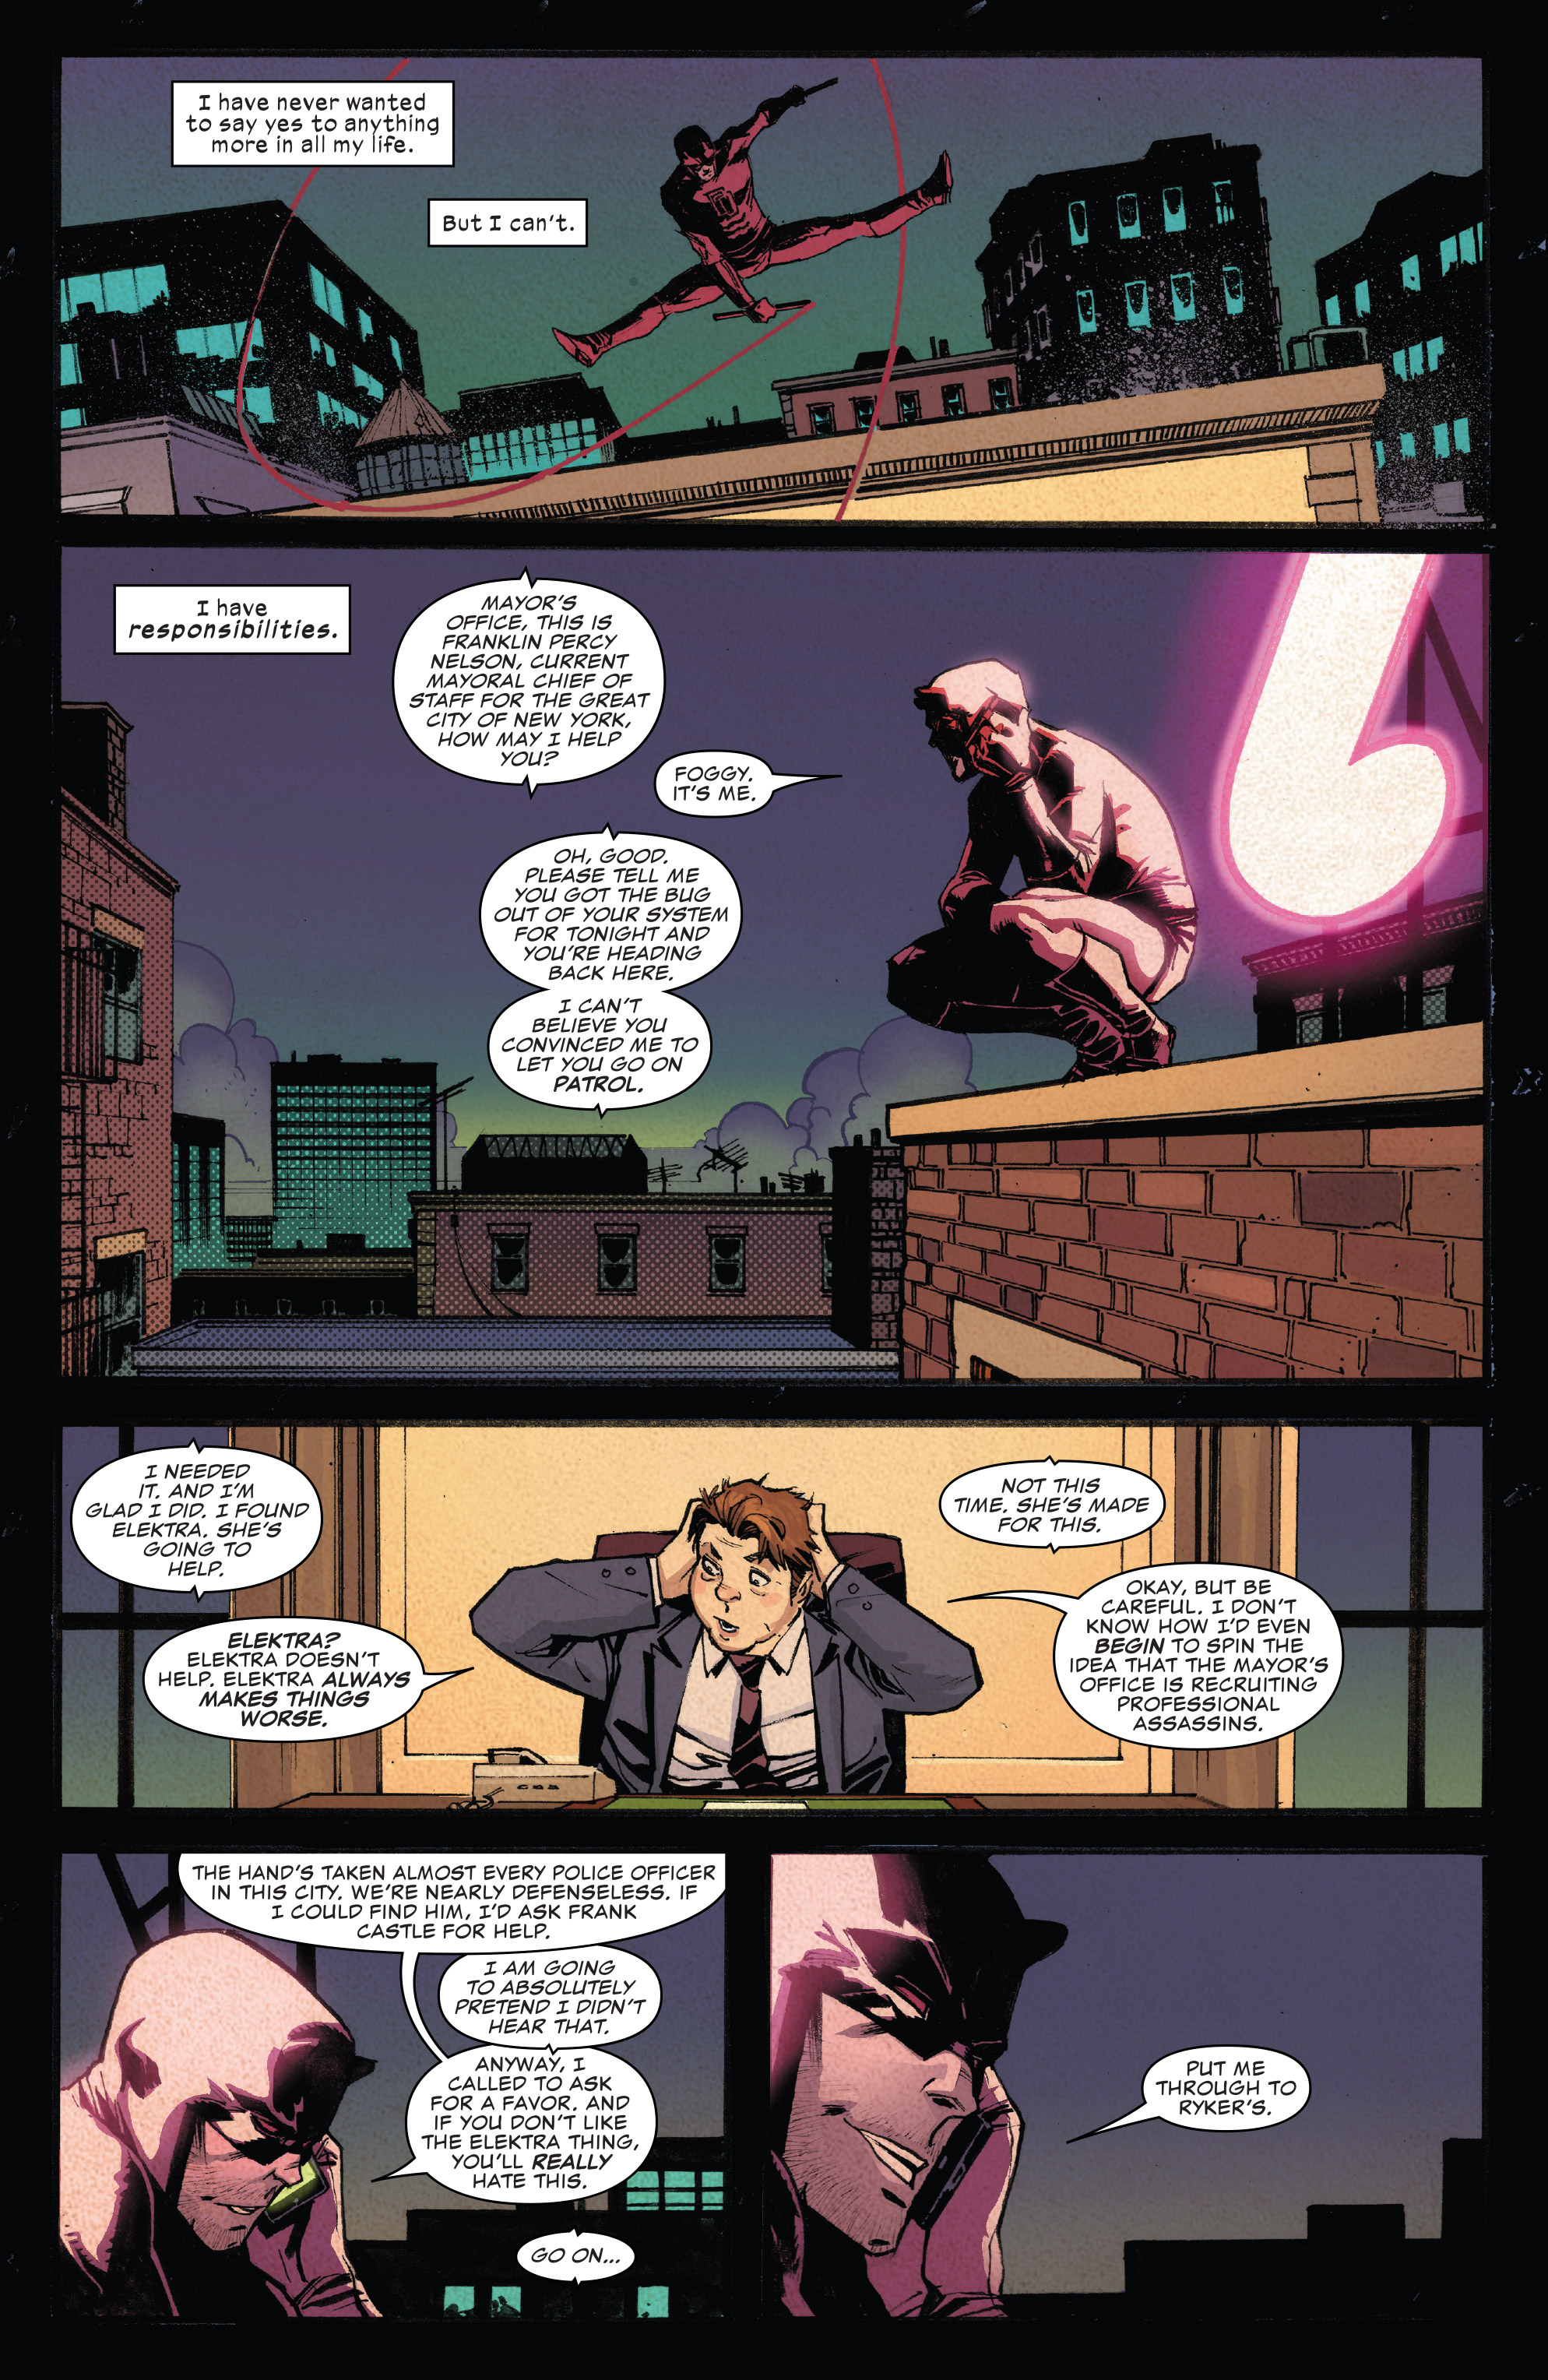 I have never wanted
to say yes to anything
more in all my life.
But I can't.
I have
responsibilities.
MAYOR'S
OFFICE, THIS IS
FRANKLIN PERCY
NELSON, CURRENT
MAYORAL CHIEF OF
STAFF FOR THE GREAT
CITY OF NEW YORK,
HOW MAY I HELP
YOU?
FOGGY.
IT'S ME.
OH, GOOD.
PLEASE TELL ME
YOU GOT THE BUG
OUT OF YOUR SYSTEM
FOR TONIGHT AND
YOU'RE HEADING
BACK HERE.
I CAN'T
BELIEVE YOU
CONVINCED ME TO
LET YOU GO ON
PATROL.
I NEEDED
IT. AND I'M
GLAD I DID. I FOUND
ELEKTRA. SHE'S
GOING TO
HELP.
ELEKTRA?
ELEKTRA DOESN'T
HELP. ELEKTRA ALWAYS
MAKES THINGS
WORSE.
NOT THIS
TIME. SHE'S MADE
FOR THIS.
OKAY, BUT BE
CAREFUL. I DON'T
KNOW HOW I'D EVEN
BEGIN TO SPIN THE
IDEA THAT THE MAYOR'S
OFFICE IS RECRUITING
PROFESSIONAL
ASSASSINS.
THE HAND'S TAKEN ALMOST EVERY POLICE OFFICER
IN THIS CITY. WE'RE NEARLY DEFENSELESS. IF
I COULD FIND HIM, I'D ASK FRANK
CASTLE FOR HELP.
I AM GOING
TO ABSOLUTELY
PRETEND I DIDN'T
HEAR THAT.
ANYWAY, I
CALLED TO ASK
FOR A FAVOR. AND
IF YOU DON'T LIKE
THE ELEKTRA THING,
YOU'LL REALLY
HATE THIS.
GO ON...
PUT ME
THROUGH TO
RYKER'S.